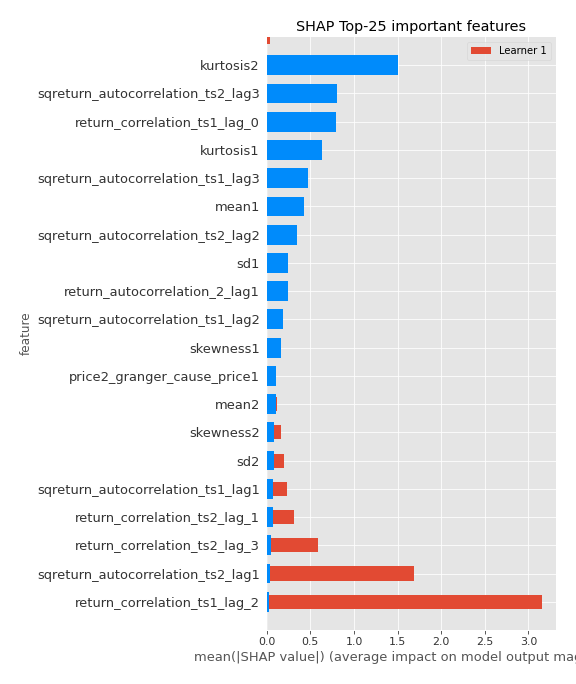 SHAP Top-25 important features
Learner 1
kurtosis2
sqreturn_autocorrelation_ts2_lag3
return_correlation_ts1_lag_0
kurtosis1
sqreturn_autocorrelation_ts1_lag3
mean1
sqreturn_autocorrelation_ts2_lag2
sd1
return_autocorrelation_2_lag1
sqreturn_autocorrelation_ts1_lag2
skewness1
price2_granger_cause_price1
mean2
skewness2
sd2
sqreturn_autocorrelation_ts1_lag1
return_correlation_ts2_lag_1
return_correlation_ts2_lag_3
sqreturn_autocorrelation_ts2_lag1
return_correlation_ts1_lag_2
feature
0.0 0.5 1.0 1.5 2.0 2.5 3.0
mean(|SHAP value|) (average impact on model output mag